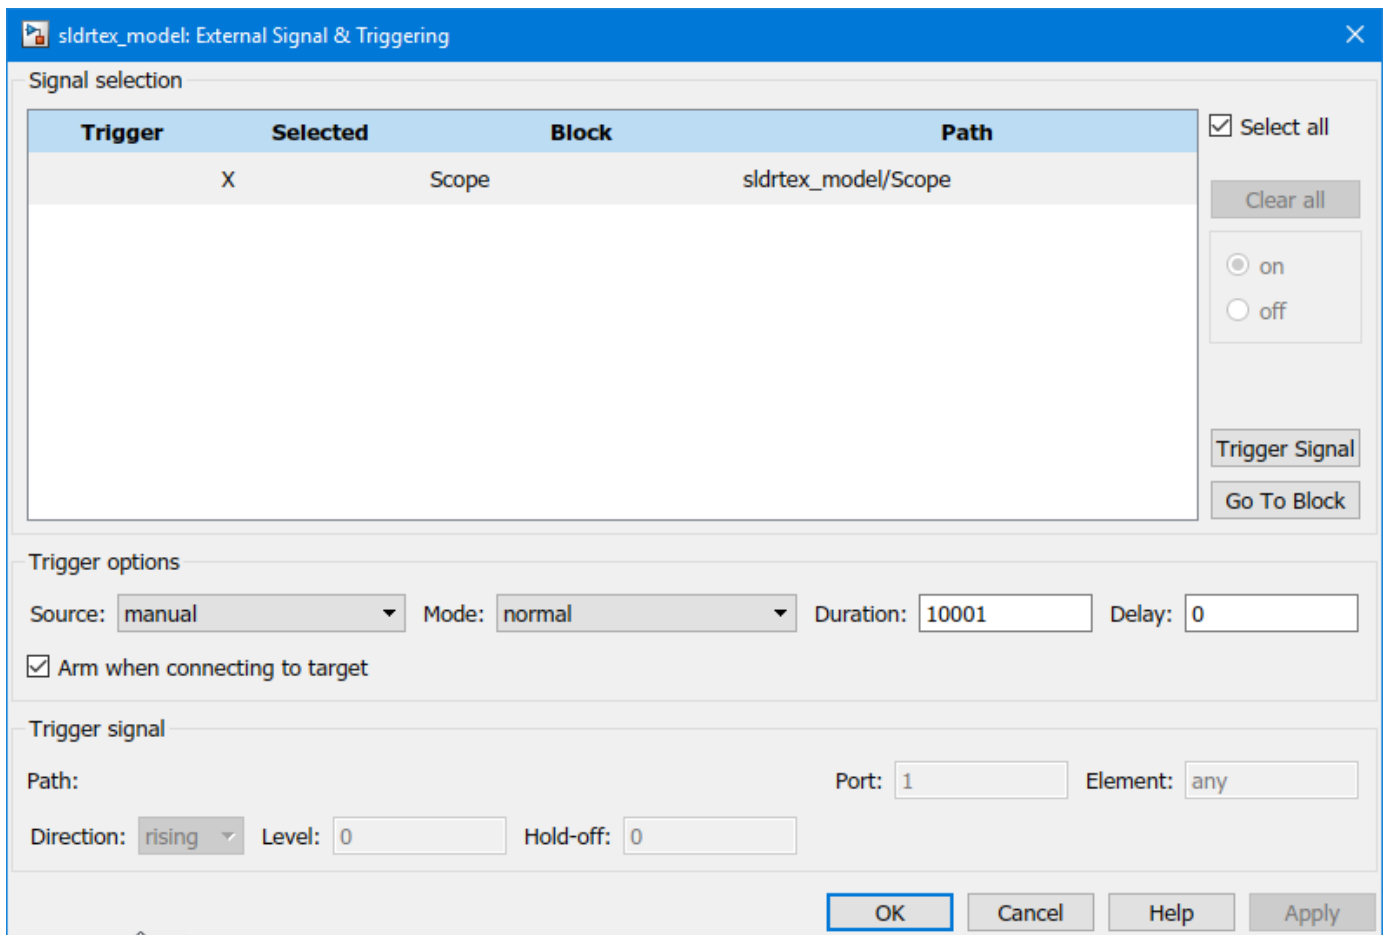 sldrtex_model: External Signal & Triggering
Signal selection
Trigger Selected Block Path
Select all
X Scope sldrtex_model/Scope
Clear all
on
off
Trigger Signal
Go To Block
Trigger options
Source: manual Mode: normal Duration: 10001 Delay: 0
Arm when connecting to target
Trigger signal
Path: Port: 1 Element: any
Direction: rising Level: 0 Hold-off: 0
OK Cancel Help Apply